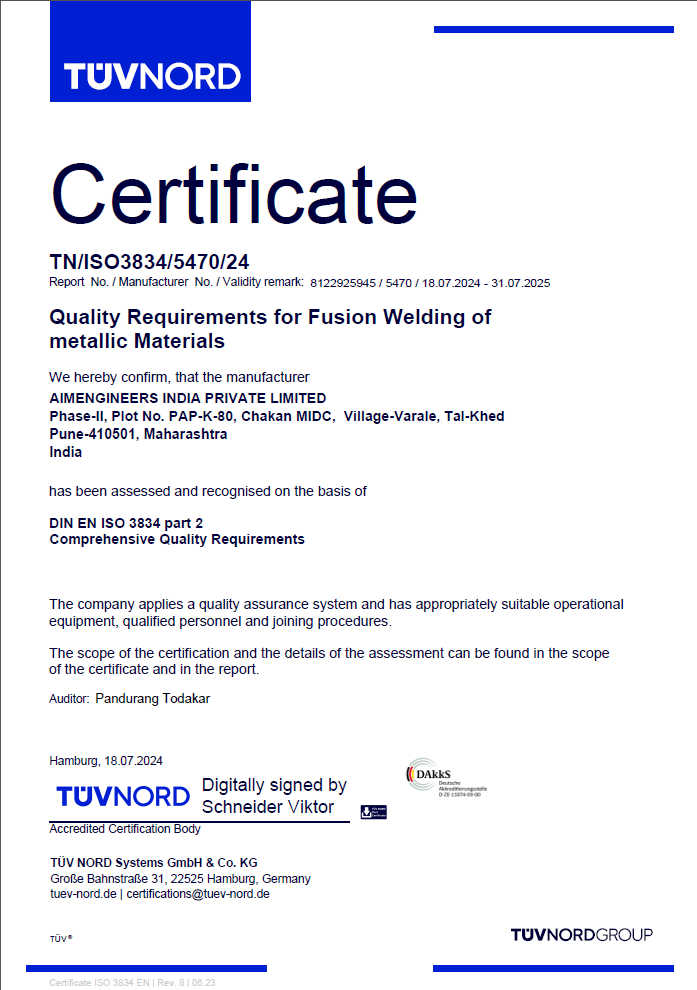 TÜVNORD
Certificate
TN/ISO3834/5470/24
Report No. / Manufacturer No. / Validity remark: 8122925945 / 5470 / 18.07.2024 - 31.07.2025
Quality Requirements for Fusion Welding of
metallic Materials
We hereby confirm, that the manufacturer
AIMENGINEERS INDIA PRIVATE LIMITED
Phase-II, Plot No. PAP-K-80, Chakan MIDC, Village-Varale, Tal-Khed
Pune-410501, Maharashtra
India
has been assessed and recognised on the basis of
DIN EN ISO 3834 part 2
Comprehensive Quality Requirements
The company applies a quality assurance system and has appropriately suitable operational
equipment, qualified personnel and joining procedures.
The scope of the certification and the details of the assessment can be found in the scope
of the certificate and in the report.
Auditor: Pandurang Todakar
Hamburg, 18.07.2024
DAkkS
Deutsche
Akkreditierungsstelle
D-ZE-11074-03-00
TÜVNORD
Digitally signed by
Schneider Viktor
Accredited Certification Body
TÜV NORD Systems GmbH & Co. KG
Große Bahnstraße 31, 22525 Hamburg, Germany
tuev-nord.de | certifications@tuev-nord.de
TÜV ®
TÜVNORDGROUP
Certificate ISO 3834 EN | Rev. 8 | 06.23